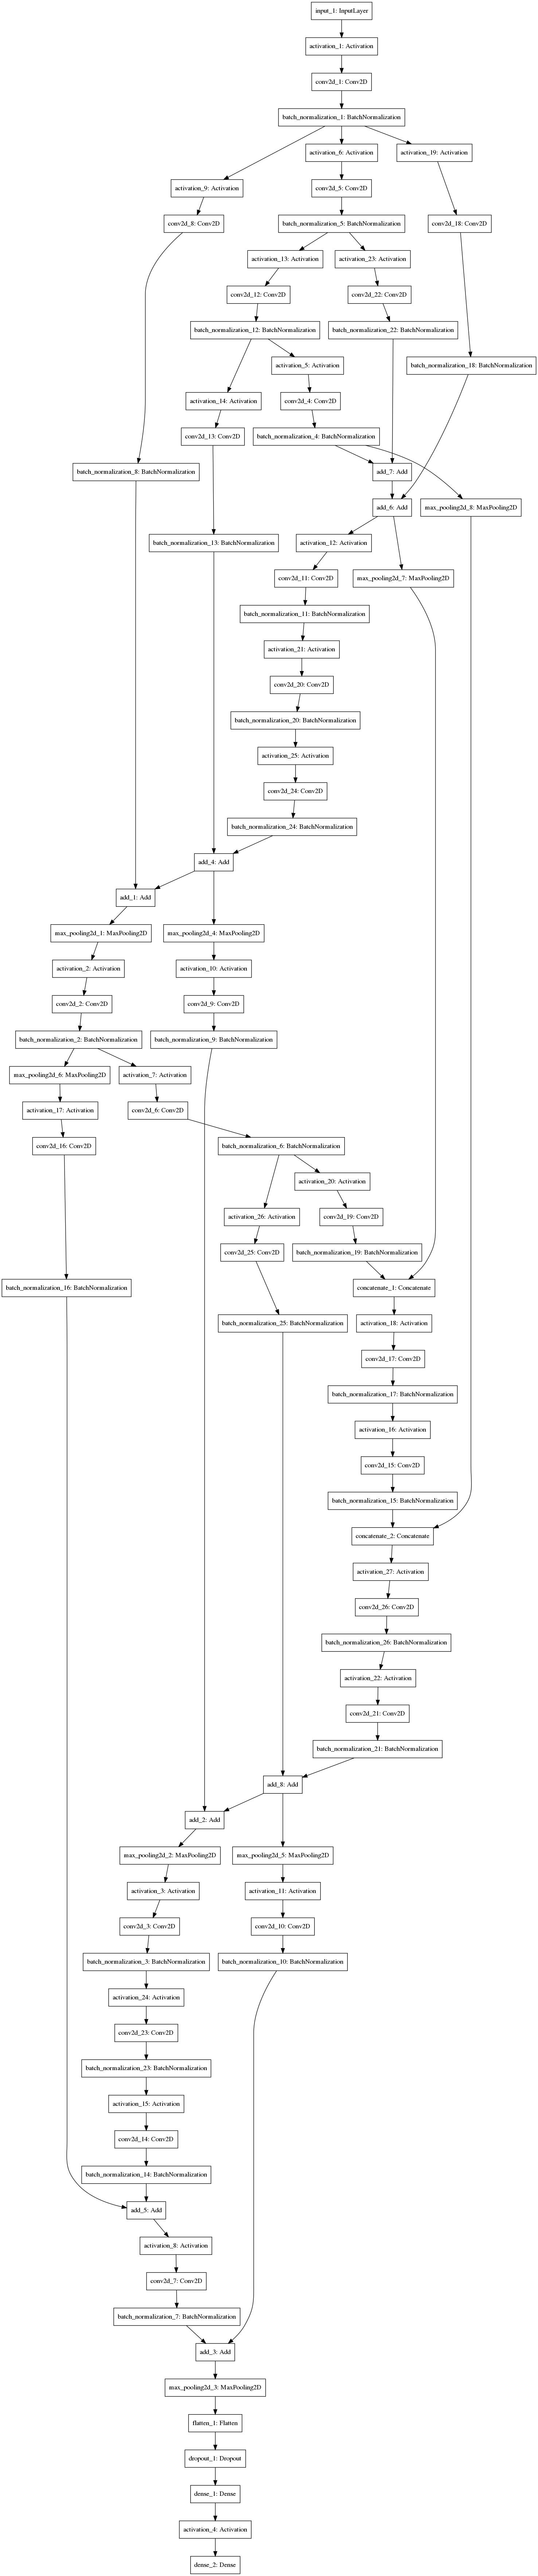 input_1: InputLayer
activation_1: Activation
conv2d_1: Conv2D
batch_normalization_1: BatchNormalization
activation_6: Activation
activation_19: Activation
activation_9: Activation
conv2d_5: Conv2D
conv2d_8: Conv2D
batch_normalization_5: BatchNormalization
conv2d_18: Conv2D
activation_13: Activation
activation_23: Activation
conv2d_12: Conv2D
conv2d_22: Conv2D
batch_normalization_12: BatchNormalization
batch_normalization_22: BatchNormalization
activation_5: Activation
batch_normalization_18: BatchNormalization
activation_14: Activation
conv2d_4: Conv2D
conv2d_13: Conv2D
batch_normalization_4: BatchNormalization
batch_normalization_8: BatchNormalization
add_7: Add
add_6: Add
max_pooling2d_8: MaxPooling2D
batch_normalization_13: BatchNormalization
activation_12: Activation
conv2d_11: Conv2D
max_pooling2d_7: MaxPooling2D
batch_normalization_11: BatchNormalization
activation_21: Activation
conv2d_20: Conv2D
batch_normalization_20: BatchNormalization
activation_25: Activation
conv2d_24: Conv2D
batch_normalization_24: BatchNormalization
add_4: Add
add_1: Add
max_pooling2d_1: MaxPooling2D
max_pooling2d_4: MaxPooling2D
activation_2: Activation
activation_10: Activation
conv2d_2: Conv2D
conv2d_9: Conv2D
batch_normalization_2: BatchNormalization
batch_normalization_9: BatchNormalization
max_pooling2d_6: MaxPooling2D
activation_7: Activation
activation_17: Activation
conv2d_6: Conv2D
conv2d_16: Conv2D
batch_normalization_6: BatchNormalization
activation_20: Activation
activation_26: Activation
conv2d_19: Conv2D
conv2d_25: Conv2D
batch_normalization_19: BatchNormalization
batch_normalization_16: BatchNormalization
concatenate_1: Concatenate
batch_normalization_25: BatchNormalization
activation_18: Activation
conv2d_17: Conv2D
batch_normalization_17: BatchNormalization
activation_16: Activation
conv2d_15: Conv2D
batch_normalization_15: BatchNormalization
concatenate_2: Concatenate
activation_27: Activation
conv2d_26: Conv2D
batch_normalization_26: BatchNormalization
activation_22: Activation
conv2d_21: Conv2D
batch_normalization_21: BatchNormalization
add_8: Add
add_2: Add
max_pooling2d_2: MaxPooling2D
max_pooling2d_5: MaxPooling2D
activation_3: Activation
activation_11: Activation
conv2d_3: Conv2D
conv2d_10: Conv2D
batch_normalization_3: BatchNormalization
batch_normalization_10: BatchNormalization
activation_24: Activation
conv2d_23: Conv2D
batch_normalization_23: BatchNormalization
activation_15: Activation
conv2d_14: Conv2D
batch_normalization_14: BatchNormalization
add_5: Add
activation_8: Activation
conv2d_7: Conv2D
batch_normalization_7: BatchNormalization
add_3: Add
max_pooling2d_3: MaxPooling2D
flatten_1: Flatten
dropout_1: Dropout
dense_1: Dense
activation_4: Activation
dense_2: Dense